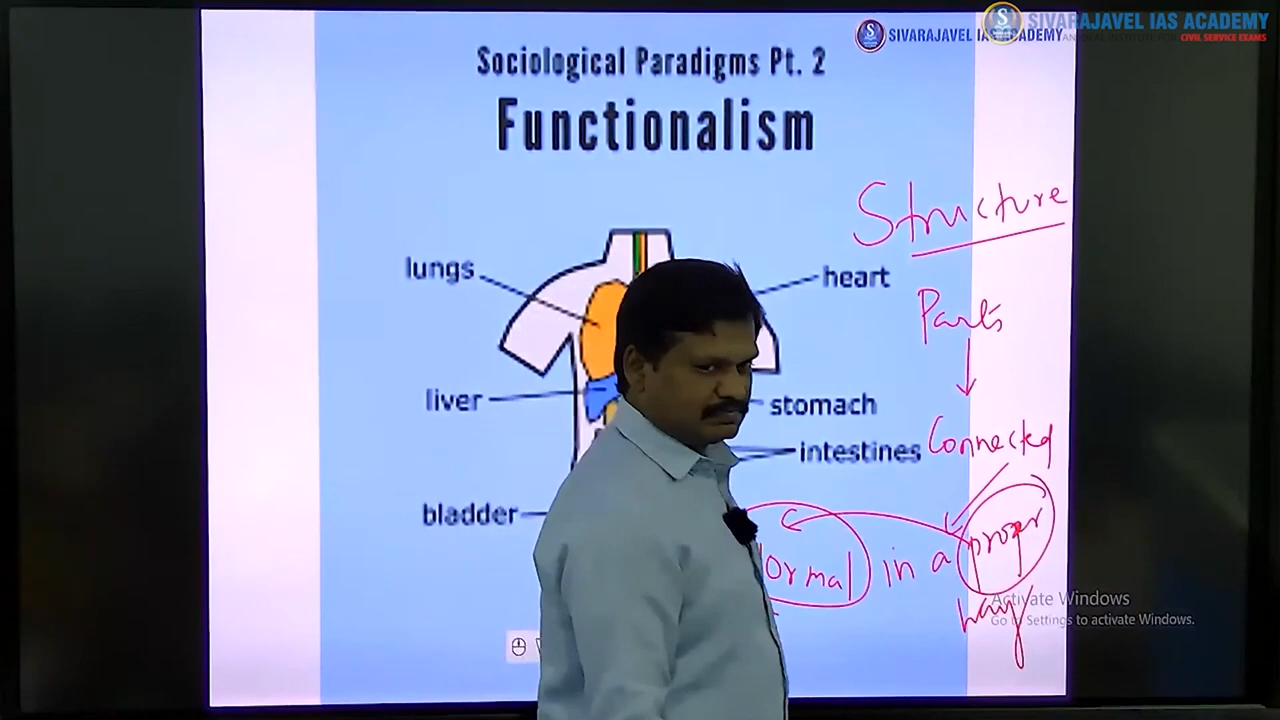 SIVARAJAVEL IAS ACADEMY
SIVARAJAVEL IAS ACADEMY
CIVIL SERVICE EXAMS
Sociological Paradigms Pt. 2
Functionalism
Structure
lungs
heart
Parts
liver
stomach
Connected
intestines
bladder
ormal in a proper
way
Activate Windows
Go to Settings to activate Windows.